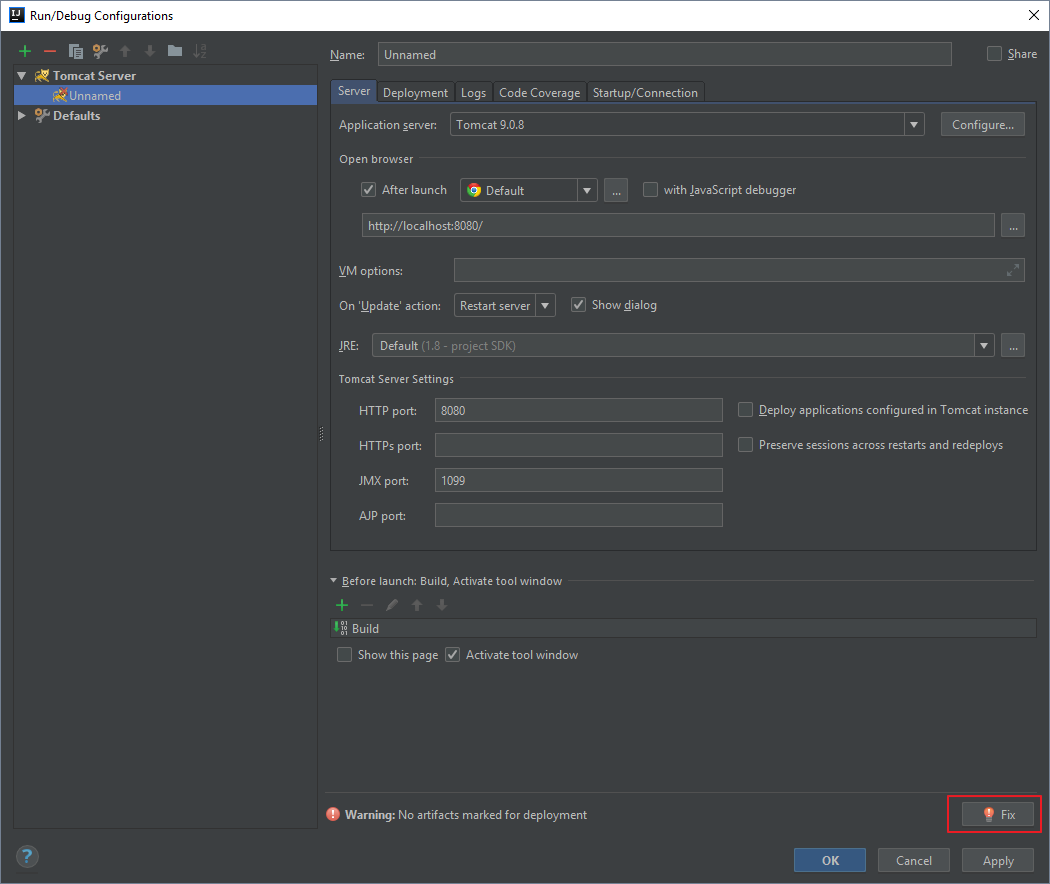 IJ Run/Debug Configurations
Tomcat Server
Unnamed
Defaults
Name: Unnamed Share
Server Deployment Logs Code Coverage Startup/Connection
Application server: Tomcat 9.0.8 Configure...
Open browser
After launch Default ... with JavaScript debugger
http://localhost:8080/ ...
VM options:
On 'Update' action: Restart server Show dialog
JRE: Default (1.8 - project SDK) ...
Tomcat Server Settings
HTTP port: 8080 Deploy applications configured in Tomcat instance
HTTPs port: Preserve sessions across restarts and redeploys
JMX port: 1099
AJP port:
Before launch: Build, Activate tool window
Build
Show this page Activate tool window
Warning: No artifacts marked for deployment Fix
? OK Cancel Apply